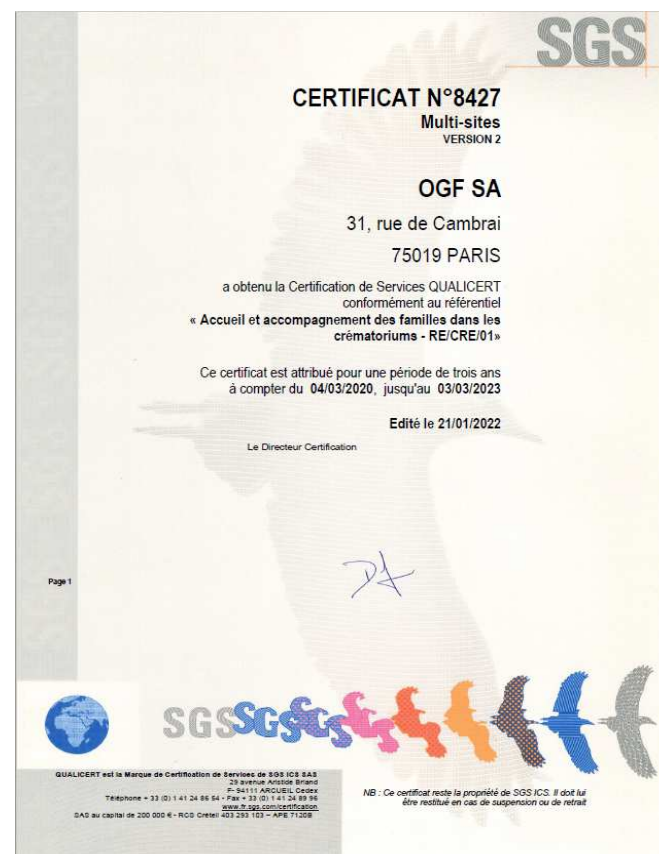 SGS
CERTIFICAT N°8427
Multi-sites
VERSION 2
OGF SA
31, rue de Cambrai
75019 PARIS
a obtenu la Certification de Services QUALICERT
conformément au référentiel
« Accueil et accompagnement des familles dans les
crématoriums - RE/CRE/01»
Ce certificat est attribué pour une période de trois ans
à compter du 04/03/2020, jusqu'au 03/03/2023
Edité le 21/01/2022
Le Directeur Certification
Page 1
SGS SGS SGS
QUALICERT est la Marque de Certification de Services de SGS ICS SAS
29 avenue Aristide Briand
F- 94111 ARCUEIL Cedex
Téléphone + 33 (0) 1 41 24 86 54 - Fax + 33 (0) 1 41 24 89 96
www.fr.sgs.com/certification
SAS au capital de 200 000 € - RCS Créteil 403 293 103 – APE 7120B
NB : Ce certificat reste la propriété de SGS ICS. Il doit lui
être restitué en cas de suspension ou de retrait